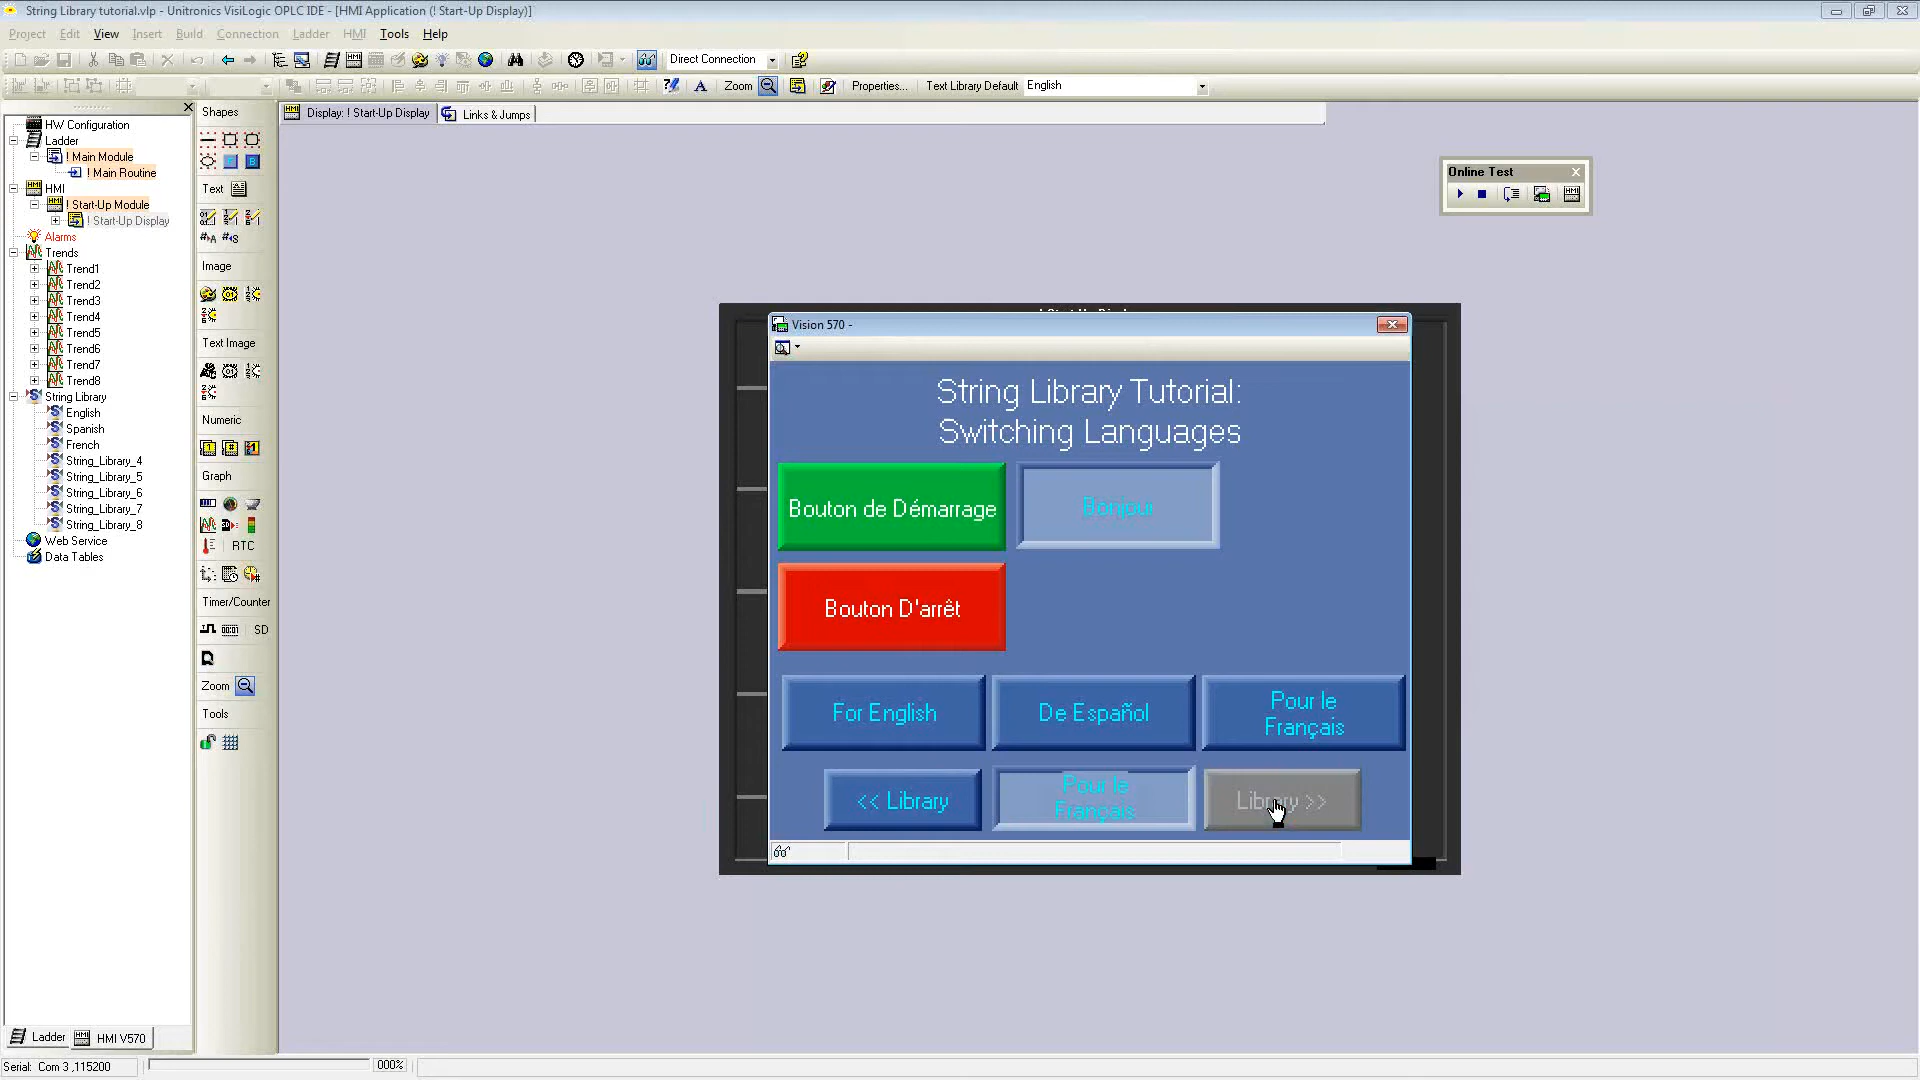 String Library tutorial.vlp - Unitronics VisiLogic OPLC IDE - [HMI Application (! Start-Up Display)]
Project Edit View Insert Build Connection Ladder HMI Tools Help
Direct Connection
Zoom Properties... Text Library Default English
Display: ! Start-Up Display Links & Jumps
HW Configuration
Ladder
! Main Module
! Main Routine
HMI
! Start-Up Module
! Start-Up Display
Alarms
Trends
Trend1
Trend2
Trend3
Trend4
Trend5
Trend6
Trend7
Trend8
String Library
English
Spanish
French
String_Library_4
String_Library_5
String_Library_6
String_Library_7
String_Library_8
Web Service
Data Tables
Shapes
Text
Image
Text Image
Numeric
Graph
RTC
Timer/Counter
SD
Zoom
Tools
Online Test
Vision 570 -
String Library Tutorial:
Switching Languages
Bouton de Démarrage
Bonjour
Bouton D'arrêt
For English
De Español
Pour le
Français
<< Library
Pour le
Français
Library >>
Ladder HMI V570
Serial: Com 3 ,115200 000%